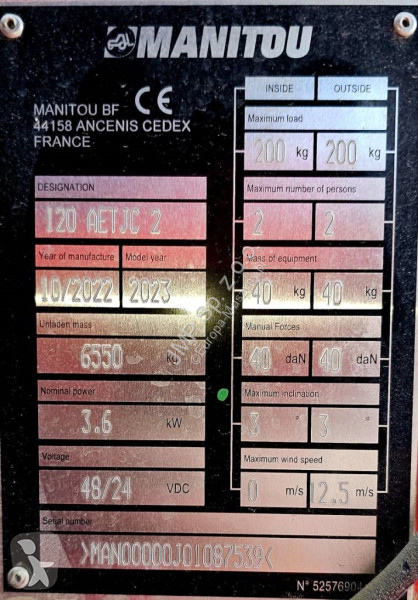 MANITOU
MANITOU BF CE
44158 ANCENIS CEDEX
FRANCE
DESIGNATION
120 AETJC 2
Year of manufacture Model year
10/2022 2023
Unladen mass
6550 kg
Nominal power
3.6 kW
Voltage
48/24 VDC
INSIDE OUTSIDE
Maximum load
200 kg 200 kg
Maximum number of persons
2 2
Mass of equipment
40 kg 40 kg
Manual Forces
40 daN 40 daN
Maximum inclination
3 ° 3 °
Maximum wind speed
0 m/s 12.5 m/s
Serial number
>MAN00000J01087539<
N° 52576904
Sp. z o.o.